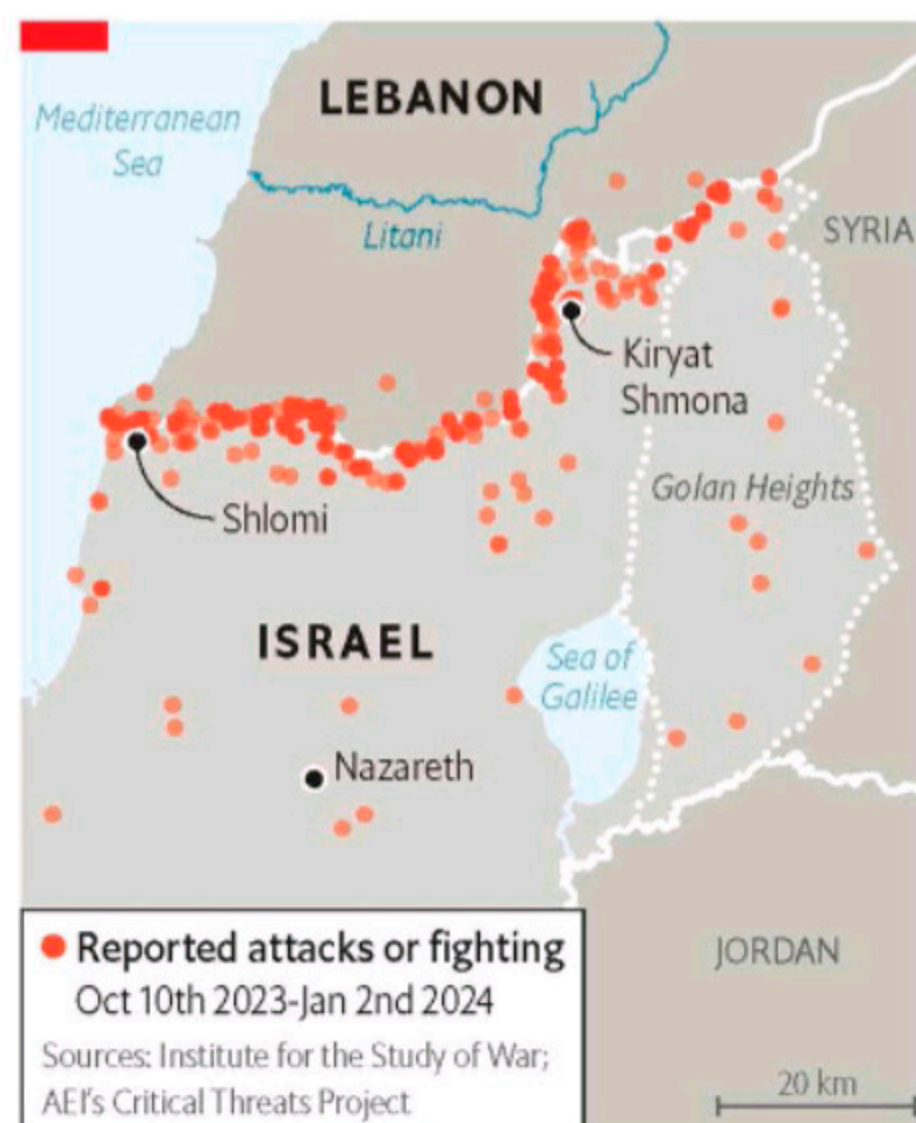 LEBANON
Mediterranean
Sea
Litani
SYRIA
Kiryat
Shmona
Golan Heights
Shlomi
ISRAEL
Sea of
Galilee
Nazareth
Reported attacks or fighting
Oct 10th 2023-Jan 2nd 2024
Sources: Institute for the Study of War;
AEI's Critical Threats Project
JORDAN
20 km